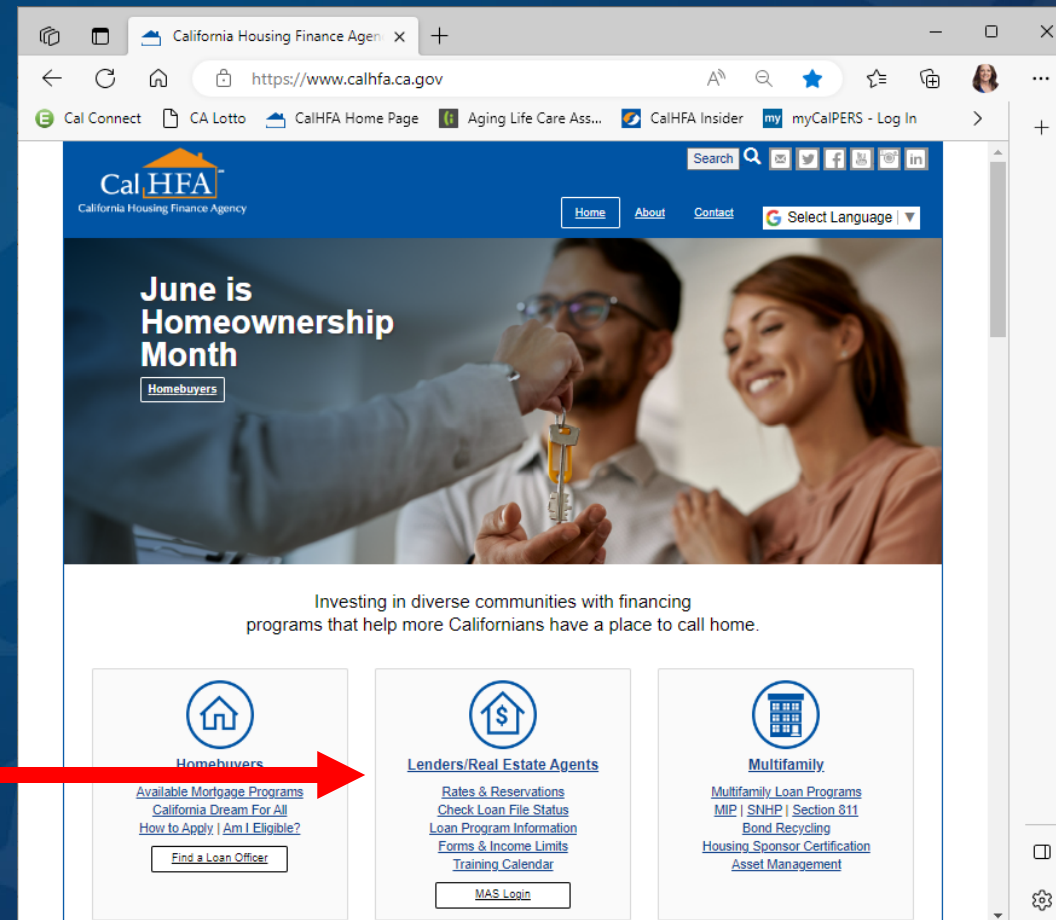 California Housing Finance Agen
https://www.calhfa.ca.gov
Cal Connect CA Lotto CalHFA Home Page Aging Life Care Ass... CalHFA Insider my myCalPERS - Log In
Search
Cal HFA
California Housing Finance Agency
Home About Contact G Select Language ▼
June is
Homeownership
Month
Homebuyers
Investing in diverse communities with financing
programs that help more Californians have a place to call home.
Homebuyers
Available Mortgage Programs
California Dream For All
How to Apply | Am I Eligible?
Find a Loan Officer
Lenders/Real Estate Agents
Rates & Reservations
Check Loan File Status
Loan Program Information
Forms & Income Limits
Training Calendar
MAS Login
Multifamily
Multifamily Loan Programs
MIP | SNHP | Section 811
Bond Recycling
Housing Sponsor Certification
Asset Management